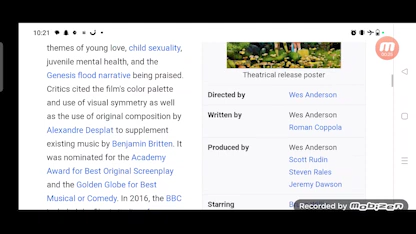 10:21
themes of young love, child sexuality,
juvenile mental health, and the
Genesis flood narrative being praised.
Critics cited the film's color palette
and use of visual symmetry as well
as the use of original composition by
Alexandre Desplat to supplement
existing music by Benjamin Britten. It
was nominated for the Academy
Award for Best Original Screenplay
and the Golden Globe for Best
Musical or Comedy. In 2016, the BBC
Theatrical release poster
Directed by Wes Anderson
Written by Wes Anderson
Roman Coppola
Produced by Wes Anderson
Scott Rudin
Steven Rales
Jeremy Dawson
Starring
Recorded by Mobizen